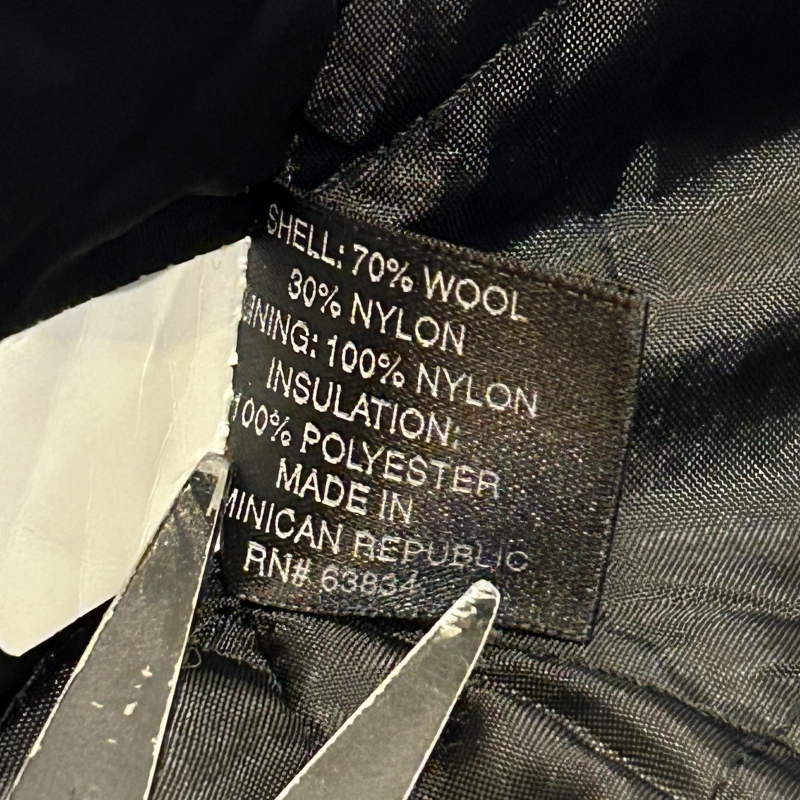 SHELL: 70% WOOL
30% NYLON
INING: 100% NYLON
INSULATION:
100% POLYESTER
MADE IN
MINICAN REPUBLIC
RN# 63834